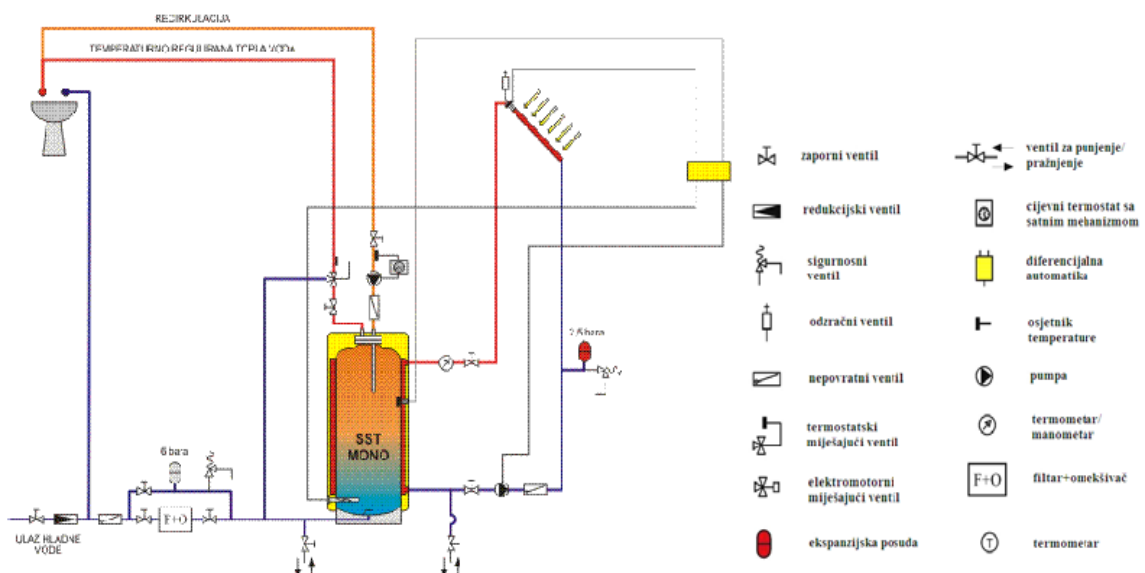 RECIRKULACIJA
TEMPERATURNO REGULIRANA TOPLA VODA
2,5 bara
SST
MONO
6 bara
F+O
ULAZ HLADNE
VODE
zaporni ventil
redukcijski ventil
sigurnosni
ventil
odzračni ventil
nepovratni ventil
termostatski
miješajući ventil
elektromotorni
miješajući ventil
ekspanzijska posuda
ventil za punjenje/
pražnjenje
cijevni termostat sa
satnim mehanizmom
diferencijalna
automatika
osjetnik
temperature
pumpa
termometar/
manometar
F+O
filtar+omekšivač
T
termometar